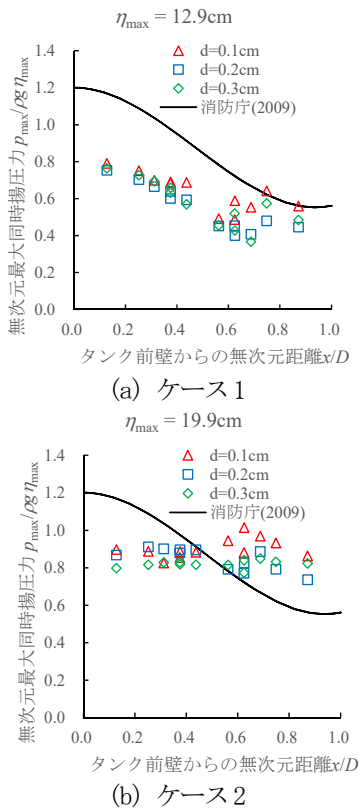 η max = 12.9cm
無次元最大同時揚圧力 p max/ρg η max
1.4
1.2
1.0
0.8
0.6
0.4
0.2
0.0
d=0.1cm
d=0.2cm
d=0.3cm
消防庁(2009)
0.0 0.2 0.4 0.6 0.8 1.0
タンク前壁からの無次元距離x/D
(a) ケース1
η max = 19.9cm
無次元最大同時揚圧力 p max/ρg η max
1.4
1.2
1.0
0.8
0.6
0.4
0.2
0.0
d=0.1cm
d=0.2cm
d=0.3cm
消防庁(2009)
0.0 0.2 0.4 0.6 0.8 1.0
タンク前壁からの無次元距離x/D
(b) ケース2